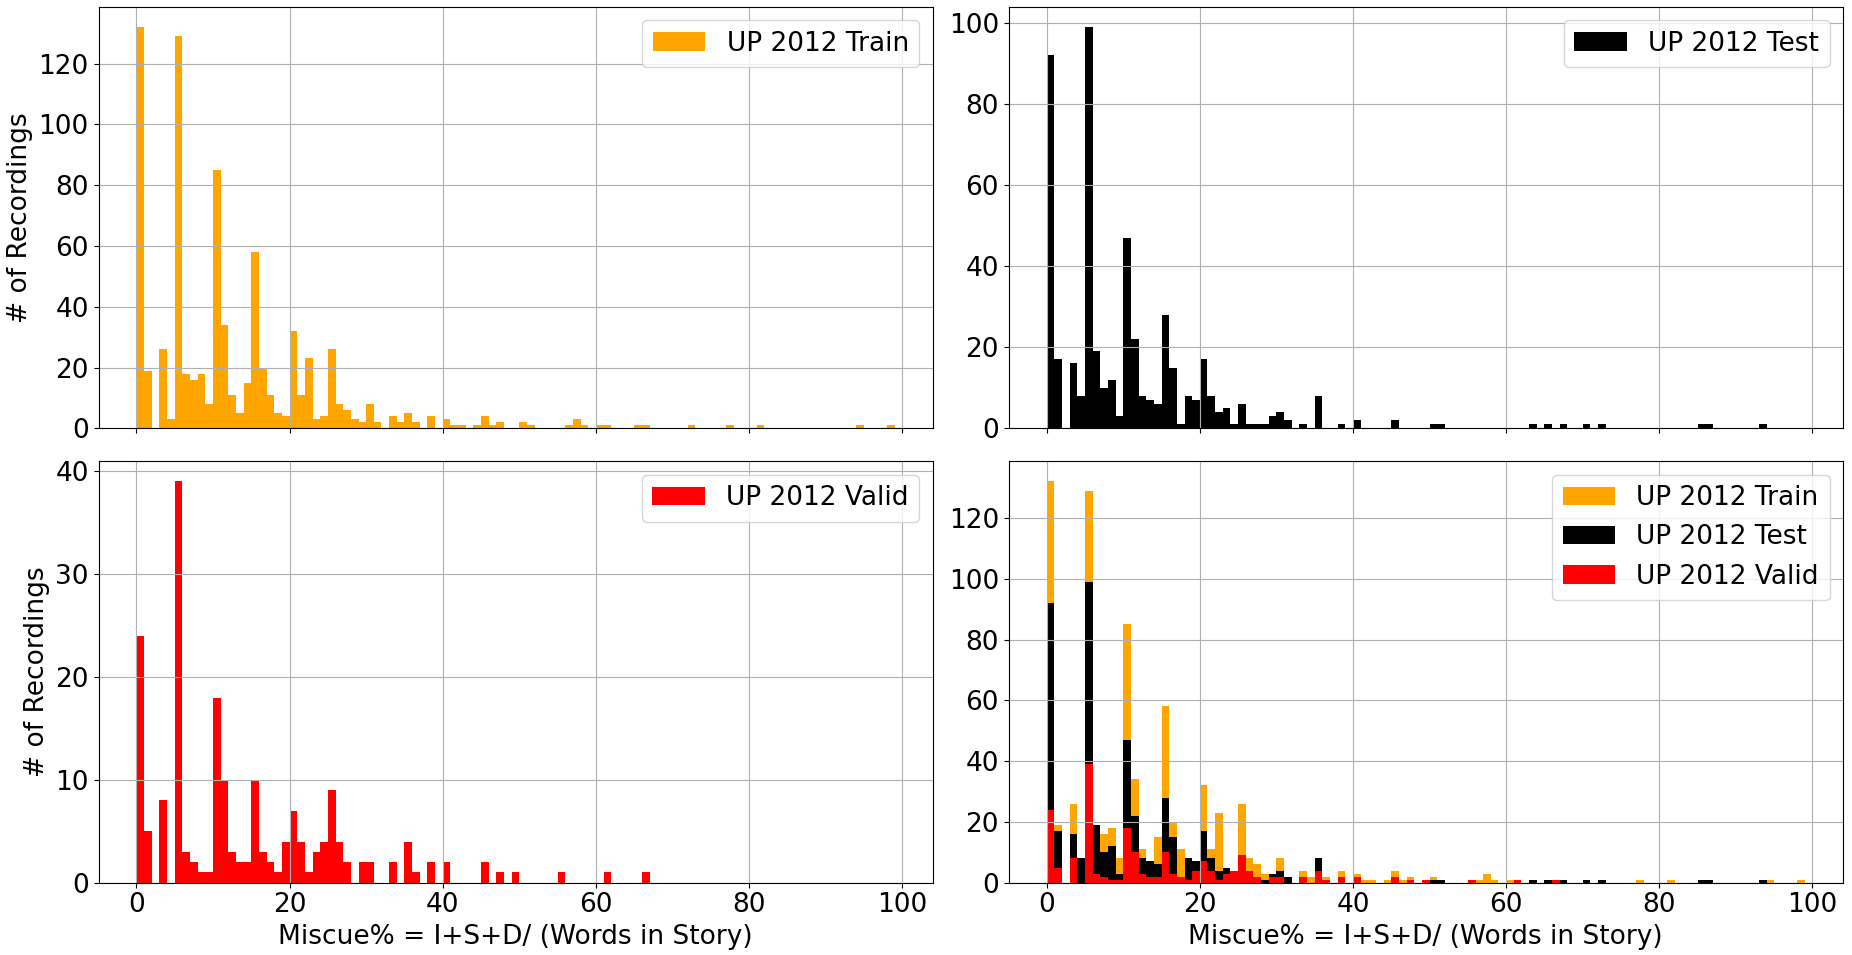 UP 2012 Train
# of Recordings
120
100
80
60
40
20
0
UP 2012 Test
100
80
60
40
20
0
UP 2012 Valid
# of Recordings
40
30
20
10
0
0 20 40 60 80 100
Miscue% = I+S+D/ (Words in Story)
UP 2012 Train
UP 2012 Test
UP 2012 Valid
120
100
80
60
40
20
0
0 20 40 60 80 100
Miscue% = I+S+D/ (Words in Story)